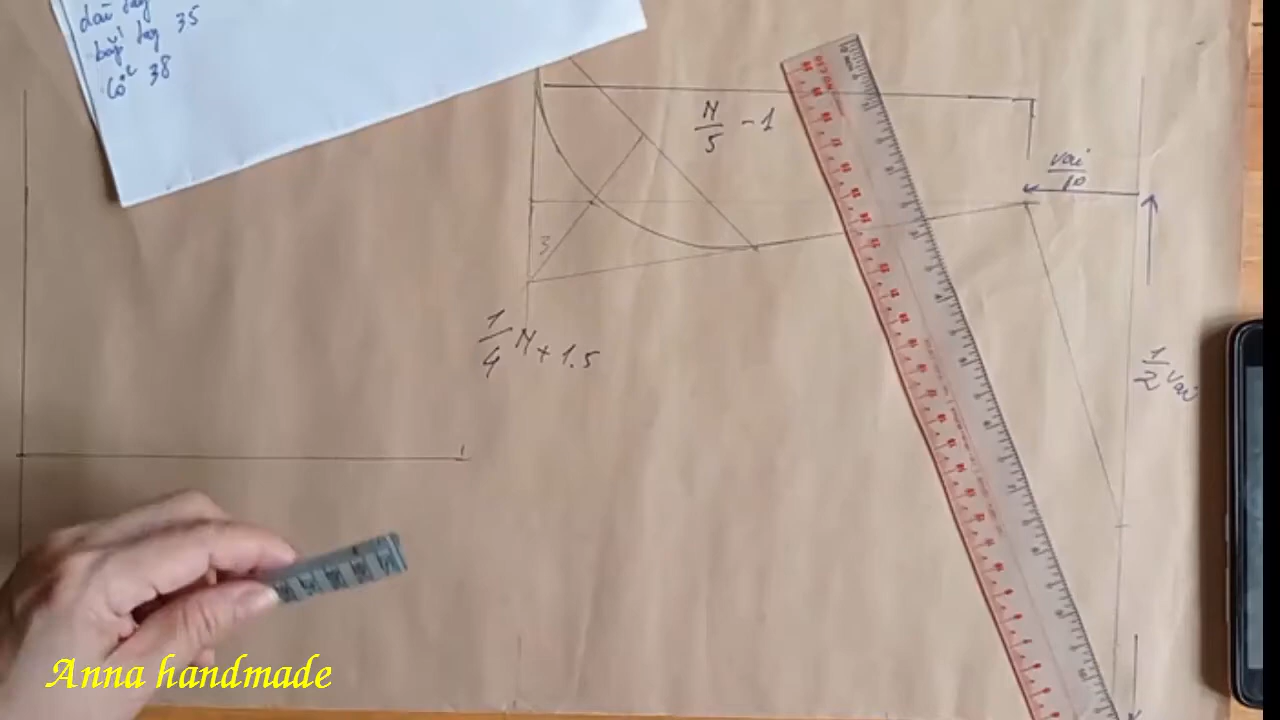 dài tay
bắp tay 35
Cổ 38
N/5 - 1
vai/10
3
1/4 N + 1.5
1/2 vai
Anna handmade